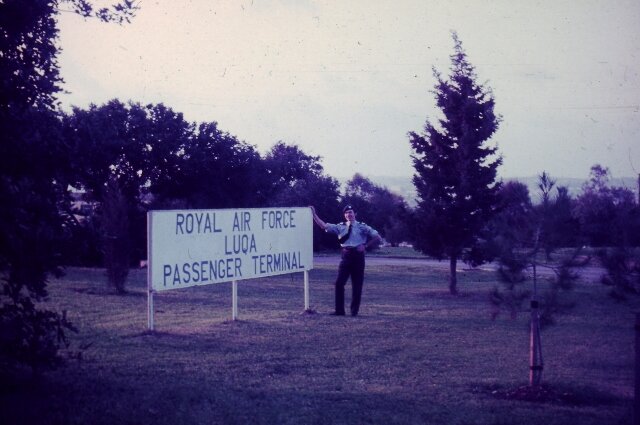 ROYAL AIR FORCE
LUQA
PASSENGER TERMINAL